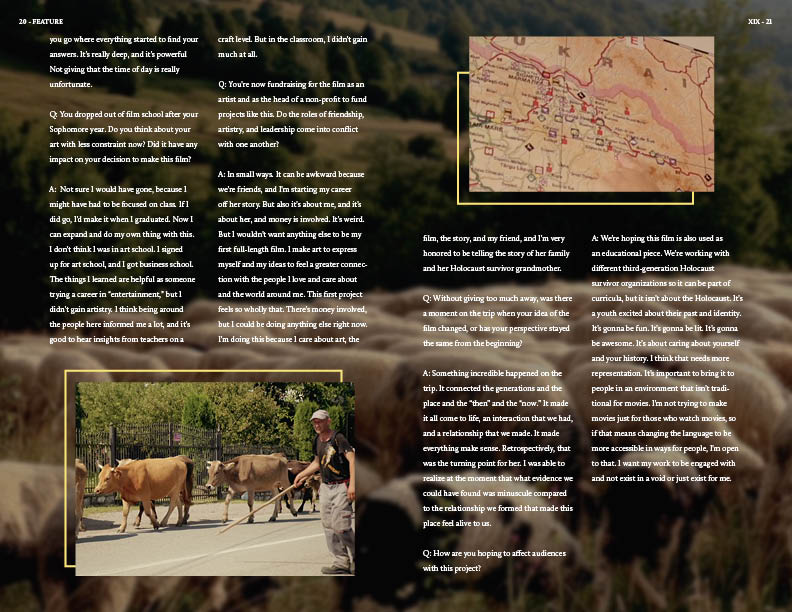 20 - FEATURE
XIX - 21
you go where everything started to find your
answers. It's really deep, and it's powerful
Not giving that the time of day is really
unfortunate.
Q: You dropped out of film school after your
Sophomore year. Do you think about your
art with less constraint now? Did it have any
impact on your decision to make this film?
A:  Not sure I would have gone, because I
might have had to be focused on class. If I
did go, I'd make it when I graduated. Now I
can expand and do my own thing with this.
I don't think I was in art school. I signed
up for art school, and I got business school.
The things I learned are helpful as someone
trying a career in "entertainment," but I
didn't gain artistry. I think being around
the people here informed me a lot, and it's
good to hear insights from teachers on a
craft level. But in the classroom, I didn't gain
much at all.
Q: You're now fundraising for the film as an
artist and as the head of a non-profit to fund
projects like this. Do the roles of friendship,
artistry, and leadership come into conflict
with one another?
A: In small ways. It can be awkward because
we're friends, and I'm starting my career
off her story. But also it's about me, and it's
about her, and money is involved. It's weird.
But I wouldn't want anything else to be my
first full-length film. I make art to express
myself and my ideas to feel a greater connec-
tion with the people I love and care about
and the world around me. This first project
feels so wholly that. There's money involved,
but I could be doing anything else right now.
I'm doing this because I care about art, the
UKRAI
film, the story, and my friend, and I'm very
honored to be telling the story of her family
and her Holocaust survivor grandmother.
Q: Without giving too much away, was there
a moment on the trip when your idea of the
film changed, or has your perspective stayed
the same from the beginning?
A: Something incredible happened on the
trip. It connected the generations and the
place and the "then" and the "now." It made
it all come to life, an interaction that we had,
and a relationship that we made. It made
everything make sense. Retrospectively, that
was the turning point for her. I was able to
realize at the moment that what evidence we
could have found was minuscule compared
to the relationship we formed that made this
place feel alive to us.
Q: How are you hoping to affect audiences
with this project?
A: We're hoping this film is also used as
an educational piece. We're working with
different third-generation Holocaust
survivor organizations so it can be part of
curricula, but it isn't about the Holocaust. It's
a youth excited about their past and identity.
It's gonna be fun. It's gonna be lit. It's gonna
be awesome. It's about caring about yourself
and your history. I think that needs more
representation. It's important to bring it to
people in an environment that isn't tradi-
tional for movies. I'm not trying to make
movies just for those who watch movies, so
if that means changing the language to be
more accessible in ways for people, I'm open
to that. I want my work to be engaged with
and not exist in a void or just exist for me.